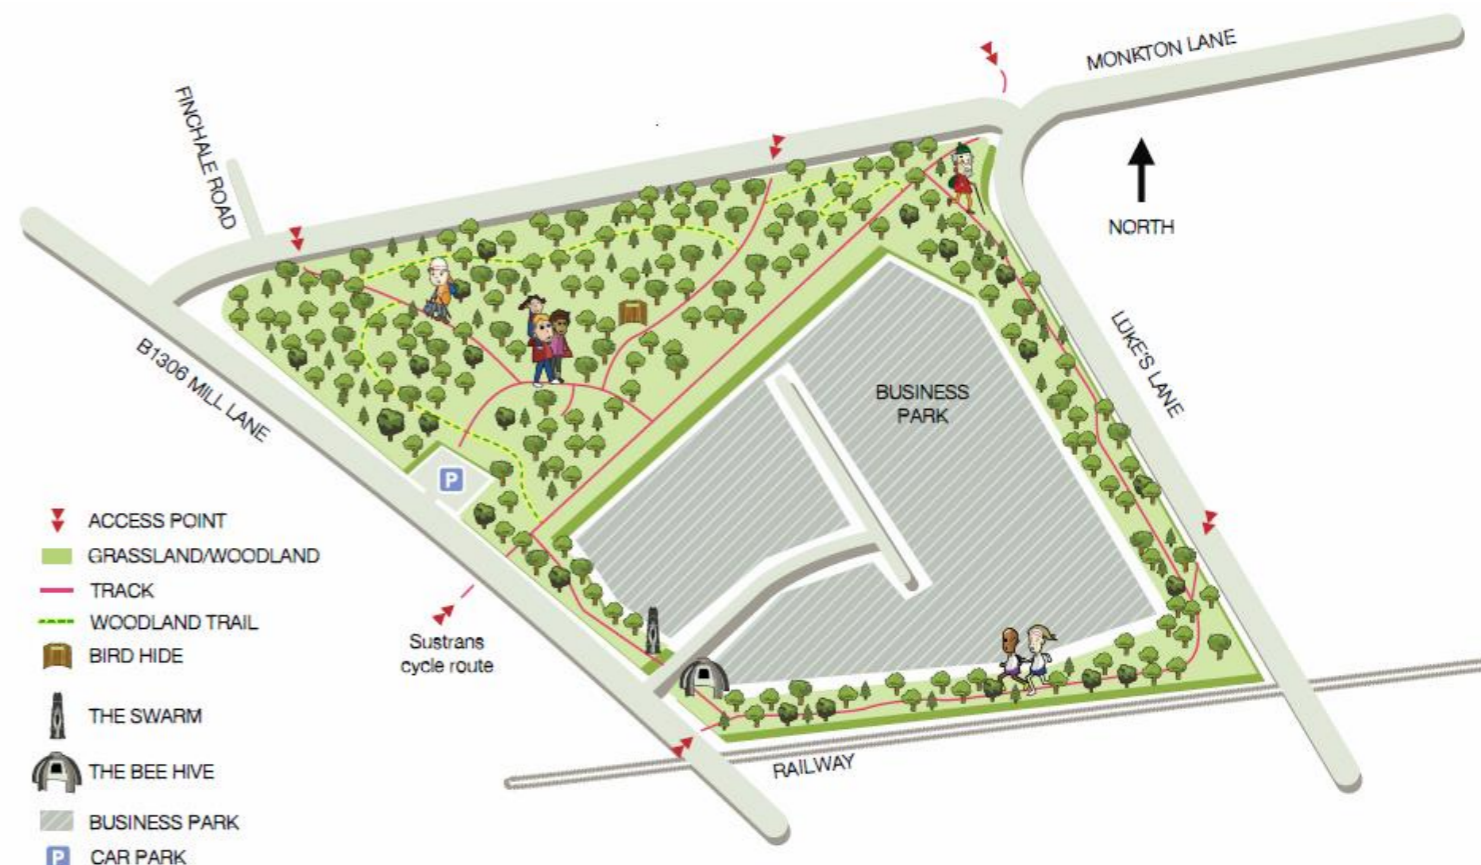 MONKTON LANE
FINCHALE ROAD
NORTH
B1306 MILL LANE
LUKE'S LANE
BUSINESS
PARK
P
ACCESS POINT
GRASSLAND/WOODLAND
TRACK
WOODLAND TRAIL
BIRD HIDE
THE SWARM
THE BEE HIVE
BUSINESS PARK
P
CAR PARK
Sustrans
cycle route
RAILWAY